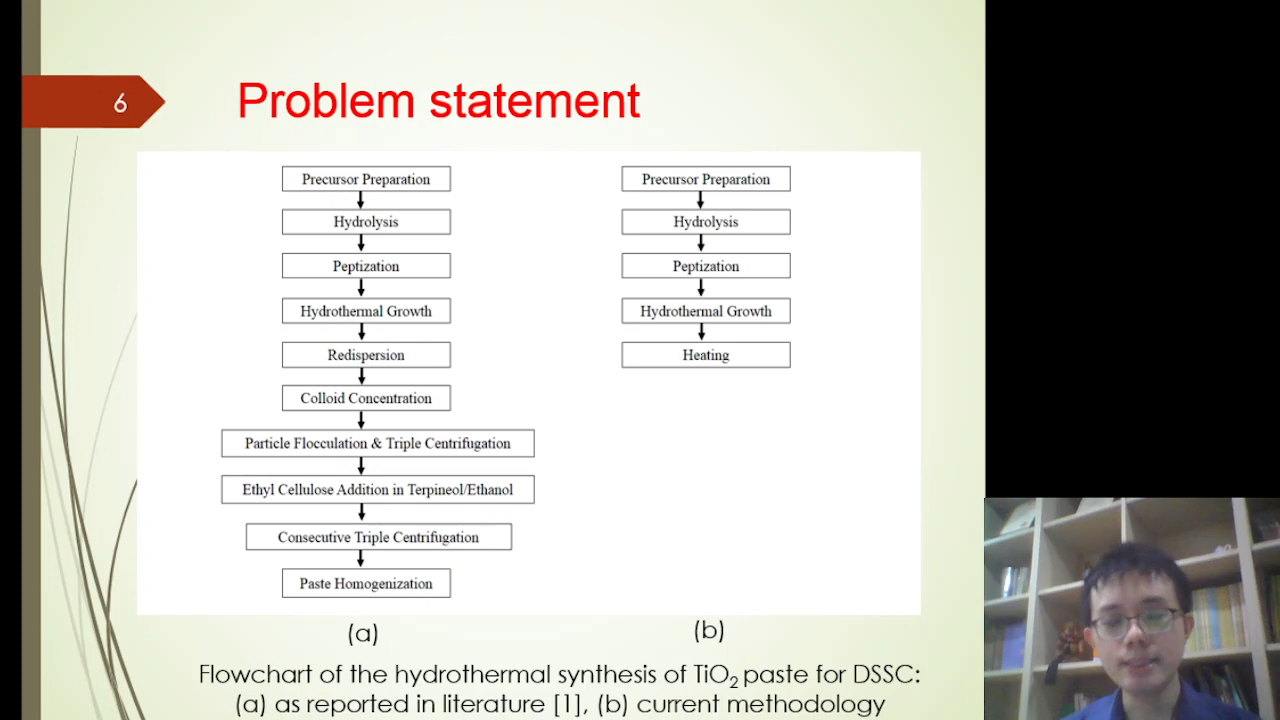 6
Problem statement
Precursor Preparation
Hydrolysis
Peptization
Hydrothermal Growth
Redispersion
Colloid Concentration
Particle Flocculation & Triple Centrifugation
Ethyl Cellulose Addition in Terpineol/Ethanol
Consecutive Triple Centrifugation
Paste Homogenization
(a)
Precursor Preparation
Hydrolysis
Peptization
Hydrothermal Growth
Heating
(b)
Flowchart of the hydrothermal synthesis of TiO₂ paste for DSSC:
(a) as reported in literature [1], (b) current methodology